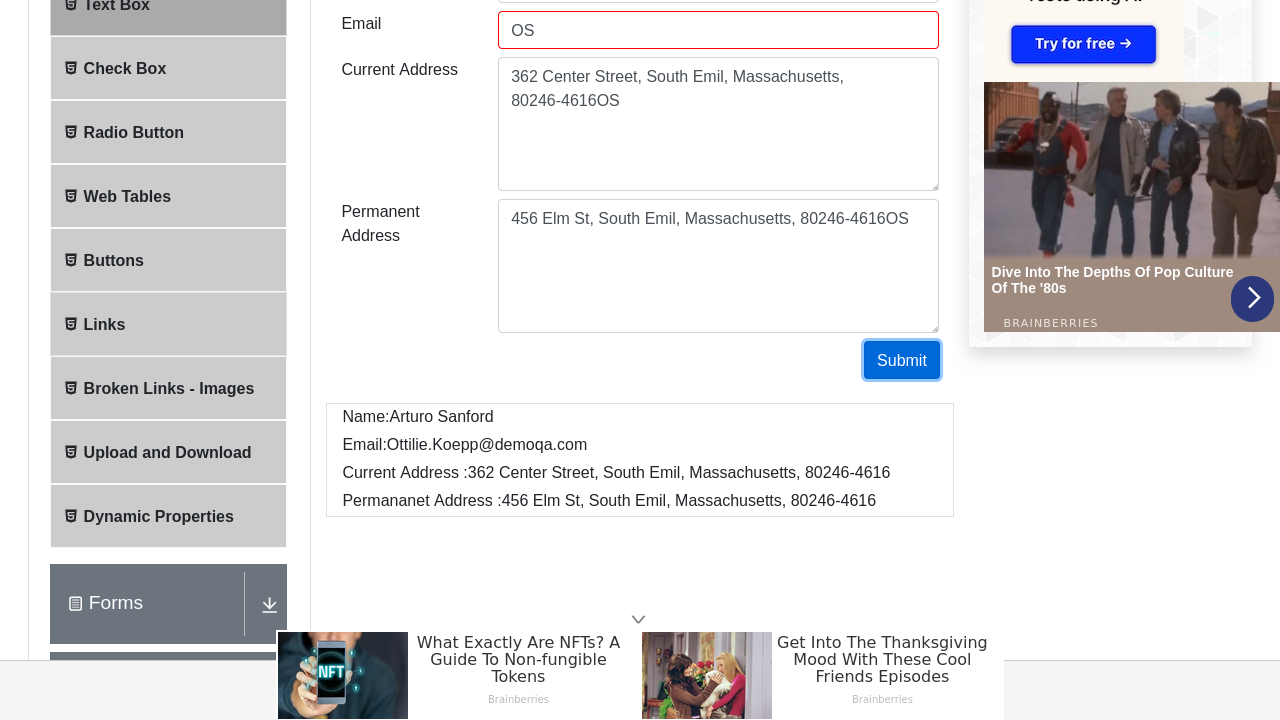 Text Box
Check Box
Radio Button
Web Tables
Buttons
Links
Broken Links - Images
Upload and Download
Dynamic Properties
Forms
Email
OS
Current Address
362 Center Street, South Emil, Massachusetts,
80246-4616OS
Permanent
Address
456 Elm St, South Emil, Massachusetts, 80246-4616OS
Submit
Name:Arturo Sanford
Email:Ottilie.Koepp@demoqa.com
Current Address :362 Center Street, South Emil, Massachusetts, 80246-4616
Permananet Address :456 Elm St, South Emil, Massachusetts, 80246-4616
Try for free →
Dive Into The Depths Of Pop Culture
Of The '80s
BRAINBERRIES
NFT
What Exactly Are NFTs? A
Guide To Non-fungible
Tokens
Brainberries
Get Into The Thanksgiving
Mood With These Cool
Friends Episodes
Brainberries